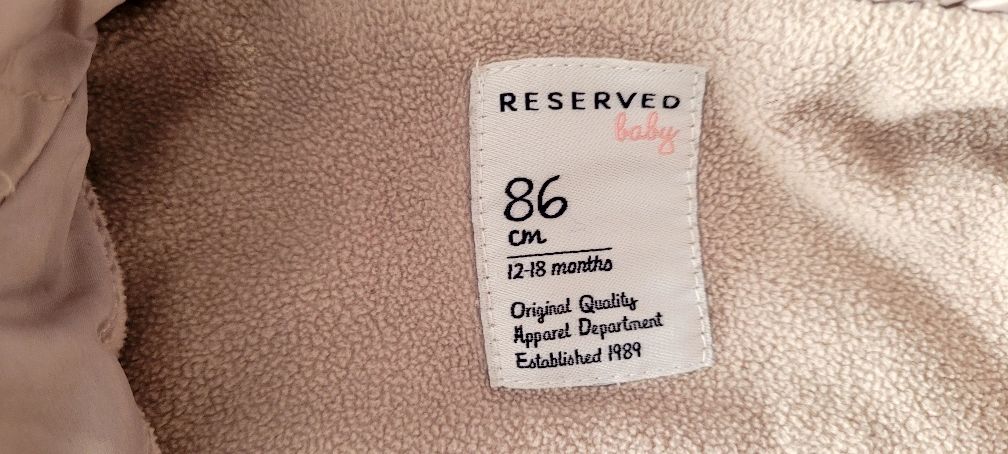 RESERVED
baby
86
cm
12-18 months
Original Quality
Apparel Department
Established 1989